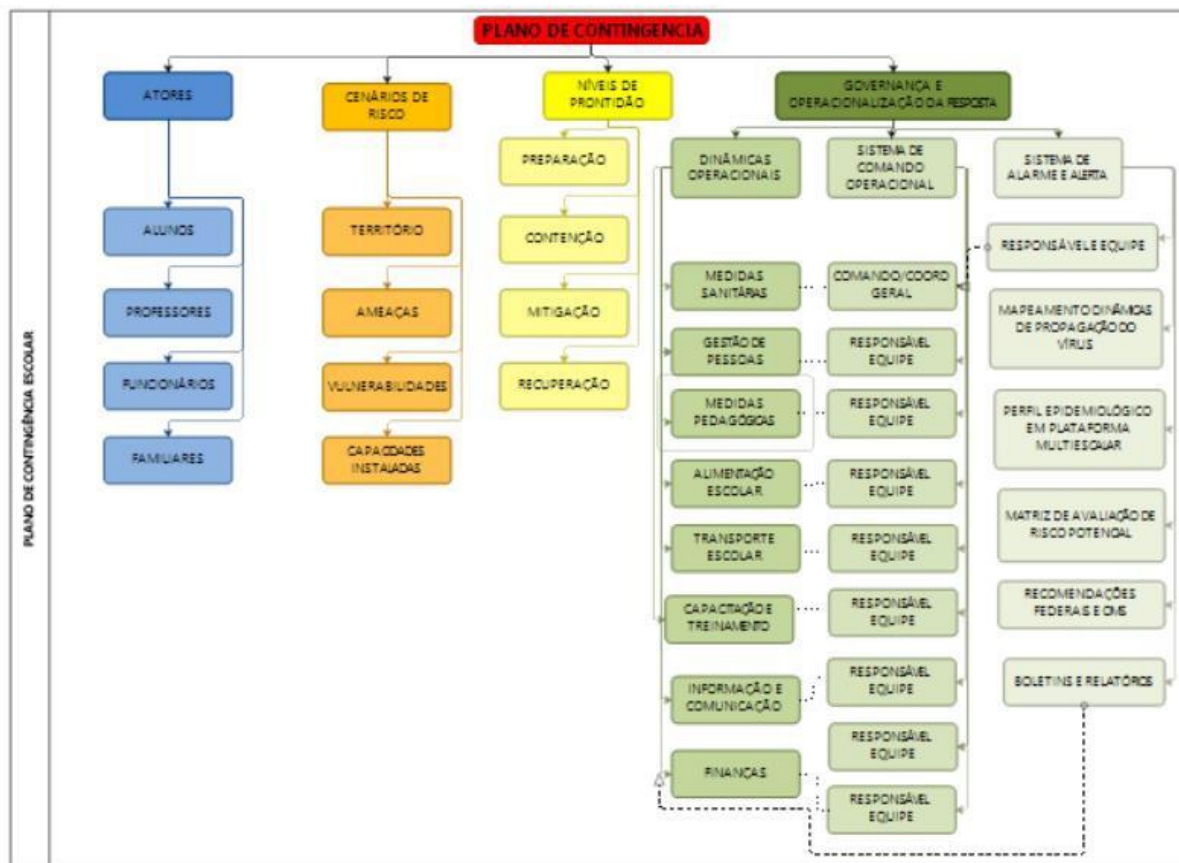 PLANO DE CONTINGENCIA
ATORES
CENÁRIOS DE
RISCO
NÍVEIS DE
PRONTIDÃO
GOVERNANÇA E
OPERACIONALIZAÇÃO DA RESPOSTA
PREPARAÇÃO
DINÂMICAS
OPERACIONAIS
SISTEMA DE
COMANDO
OPERACIONAL
SISTEMA DE
ALARME E ALERTA
ALUNOS
TERRITÓRIO
CONTENÇÃO
RESPONSÁVEL E EQUIPE
MEDIDAS
SANITÁRIAS
COMANDO/COORD
GERAL
PROFESSORES
AMEAÇAS
MITIGAÇÃO
MAPEAMENTO DINÂMICAS
DE PROPAGAÇÃO DO
VÍRUS
GESTÃO DE
PESSOAS
RESPONSÁVEL
EQUIPE
FUNCIONÁRIOS
VULNERABILIDADES
RECUPERAÇÃO
MEDIDAS
PEDAGÓGICAS
RESPONSÁVEL
EQUIPE
PERFIL EPIDEMIOLÓGICO
EM PLATAFORMA
MULTIESCALAR
FAMILIARES
CAPACIDADES
INSTALADAS
ALIMENTAÇÃO
ESCOLAR
RESPONSÁVEL
EQUIPE
TRANSPORTE
ESCOLAR
RESPONSÁVEL
EQUIPE
MATRIZ DE AVALIAÇÃO DE
RISCO POTENCIAL
CAPACITAÇÃO E
TREINAMENTO
RESPONSÁVEL
EQUIPE
RECOMENDAÇÕES
FEDERAIS E OMS
INFORMAÇÃO E
COMUNICAÇÃO
RESPONSÁVEL
EQUIPE
BOLETINS E RELATÓRIOS
RESPONSÁVEL
EQUIPE
FINANÇAS
RESPONSÁVEL
EQUIPE
PLANO DE CONTINGÊNCIA ESCOLAR